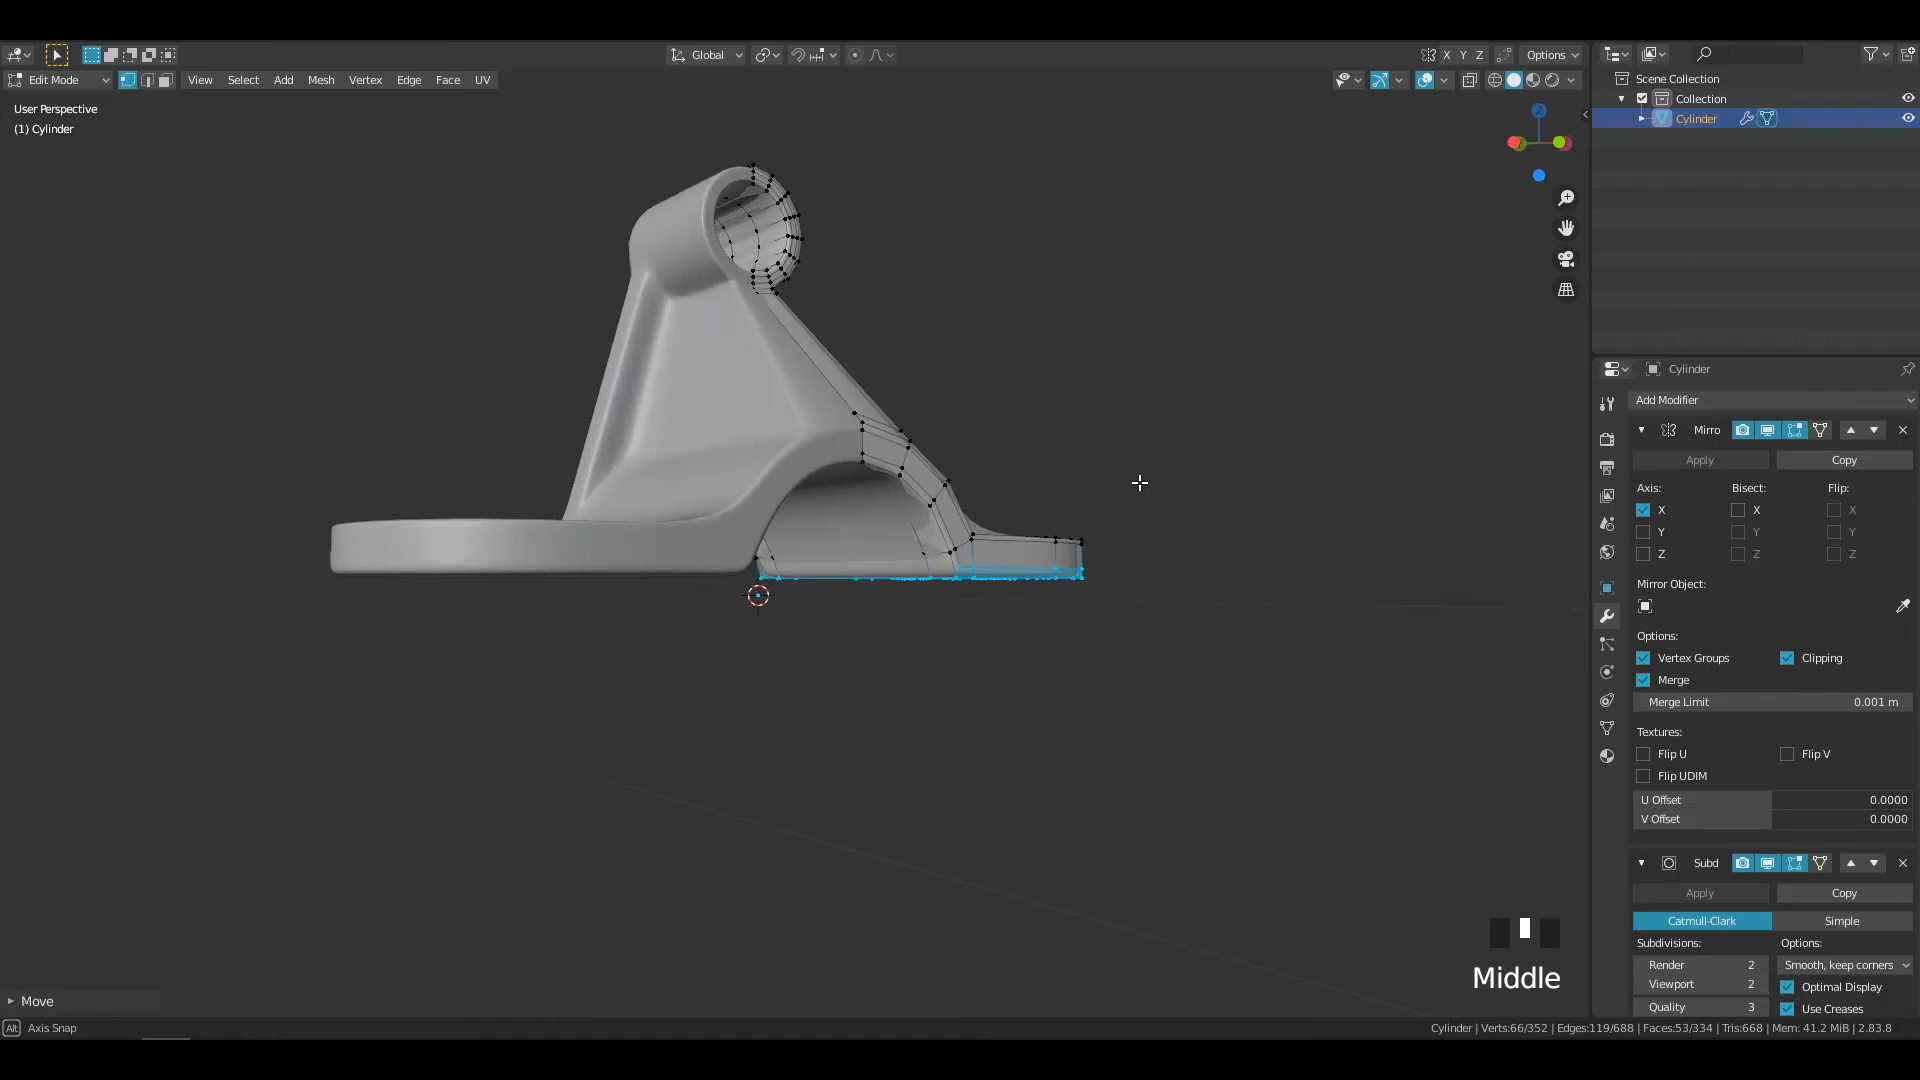 Global
X Y Z
Options
Edit Mode
View Select Add Mesh Vertex Edge Face UV
Scene Collection
Collection
Cylinder
User Perspective
(1) Cylinder
Z
Cylinder
Add Modifier
Mirro
Apply
Copy
Axis:
Bisect:
Flip:
X
X
X
Y
Y
Y
Z
Z
Z
Mirror Object:
Options:
Vertex Groups
Clipping
Merge
Merge Limit
0.001 m
Textures:
Flip U
Flip V
Flip UDIM
U Offset
0.0000
V Offset
0.0000
Subd
Apply
Copy
Catmull-Clark
Simple
Subdivisions:
Options:
Render
2
Smooth, keep corners
Viewport
2
Optimal Display
Quality
3
Use Creases
Middle
Move
Alt Axis Snap
Cylinder | Verts:66/352 | Edges:119/688 | Faces:53/334 | Tris:668 | Mem: 41.2 MiB | 2.83.8